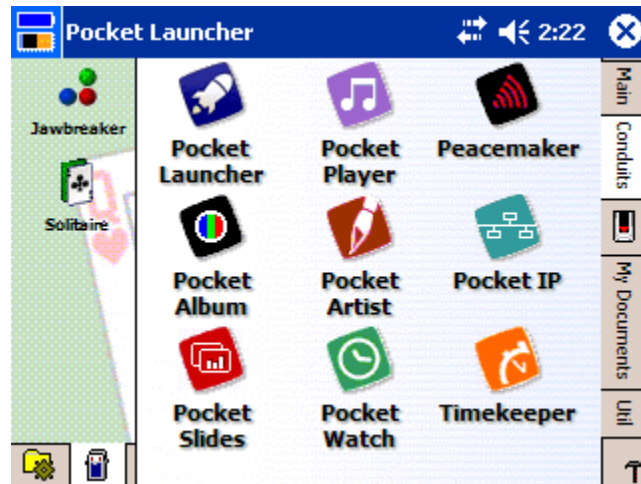 Pocket Launcher
2:22
Jawbreaker
Solitaire
Pocket
Launcher
Pocket
Player
Peacemaker
Pocket
Album
Pocket
Artist
Pocket IP
Pocket
Slides
Pocket
Watch
Timekeeper
Main
Conduits
My Documents
Util